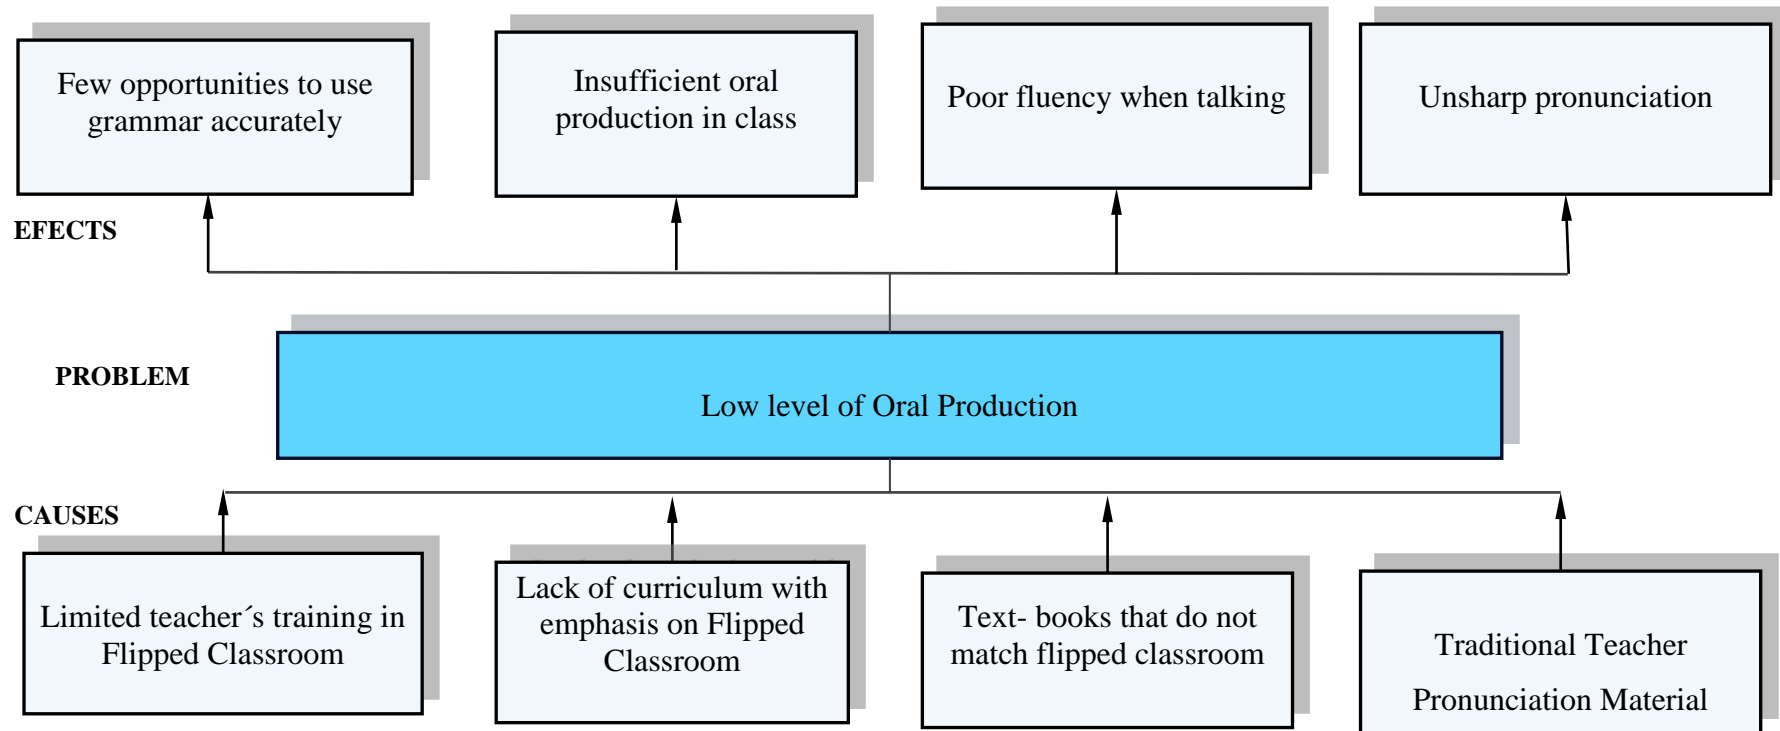 Few opportunities to use
grammar accurately
Insufficient oral
production in class
Poor fluency when talking
Unsharp pronunciation
EFECTS
PROBLEM
Low level of Oral Production
CAUSES
Limited teacher´s training in
Flipped Classroom
Lack of curriculum with
emphasis on Flipped
Classroom
Text- books that do not
match flipped classroom
Traditional Teacher
Pronunciation Material